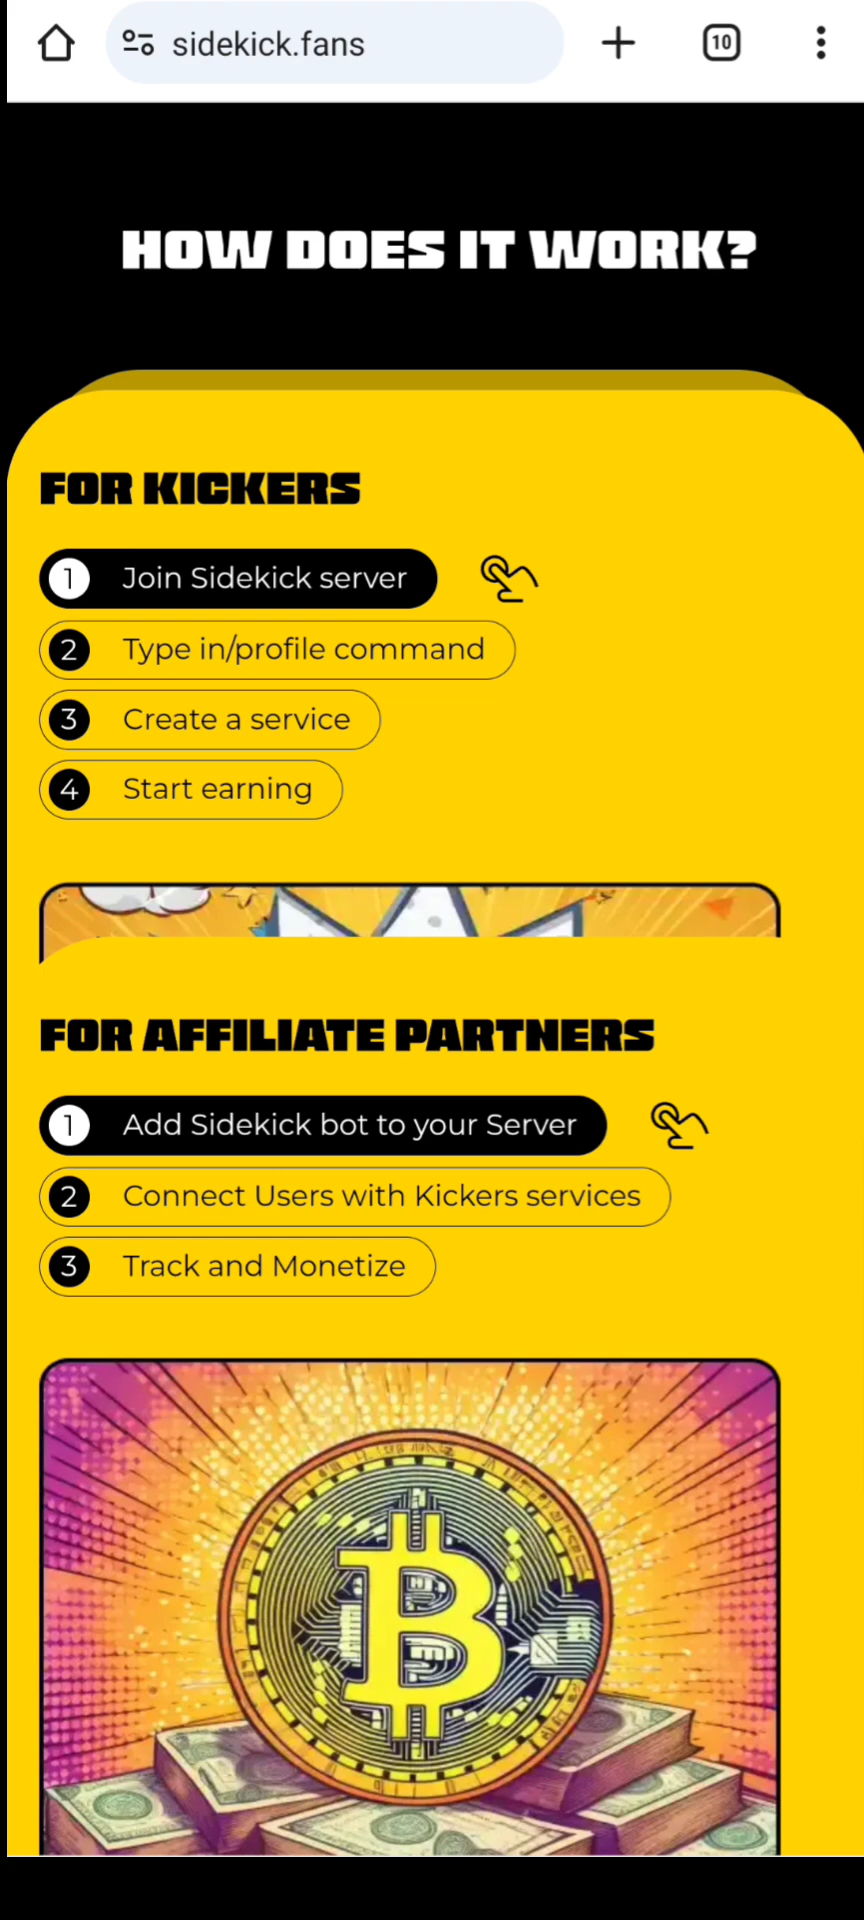 sidekick.fans
10
HOW DOES IT WORK?
FOR KICKERS
1 Join Sidekick server
2 Type in/profile command
3 Create a service
4 Start earning
FOR AFFILIATE PARTNERS
1 Add Sidekick bot to your Server
2 Connect Users with Kickers services
3 Track and Monetize